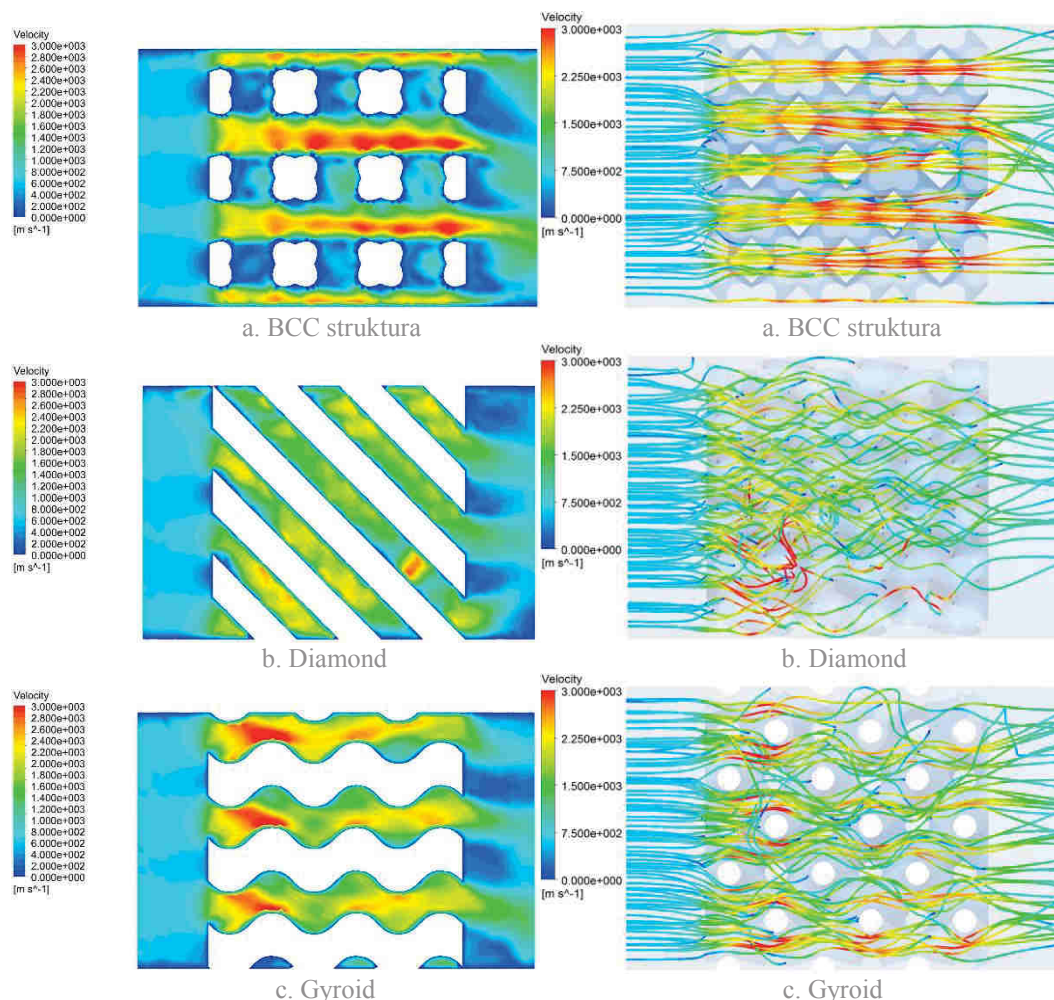 Velocity
3.000e+003
2.800e+003
2.600e+003
2.400e+003
2.200e+003
2.000e+003
1.800e+003
1.600e+003
1.400e+003
1.200e+003
1.000e+003
8.000e+002
6.000e+002
4.000e+002
2.000e+002
0.000e+000
[m s^-1]
a. BCC struktura
Velocity
3.000e+003
2.250e+003
1.500e+003
7.500e+002
0.000e+000
[m s^-1]
a. BCC struktura
Velocity
3.000e+003
2.800e+003
2.600e+003
2.400e+003
2.200e+003
2.000e+003
1.800e+003
1.600e+003
1.400e+003
1.200e+003
1.000e+003
8.000e+002
6.000e+002
4.000e+002
2.000e+002
0.000e+000
[m s^-1]
b. Diamond
Velocity
3.000e+003
2.250e+003
1.500e+003
7.500e+002
0.000e+000
[m s^-1]
b. Diamond
Velocity
3.000e+003
2.800e+003
2.600e+003
2.400e+003
2.200e+003
2.000e+003
1.800e+003
1.600e+003
1.400e+003
1.200e+003
1.000e+003
8.000e+002
6.000e+002
4.000e+002
2.000e+002
0.000e+000
[m s^-1]
c. Gyroid
Velocity
3.000e+003
2.250e+003
1.500e+003
7.500e+002
0.000e+000
[m s^-1]
c. Gyroid